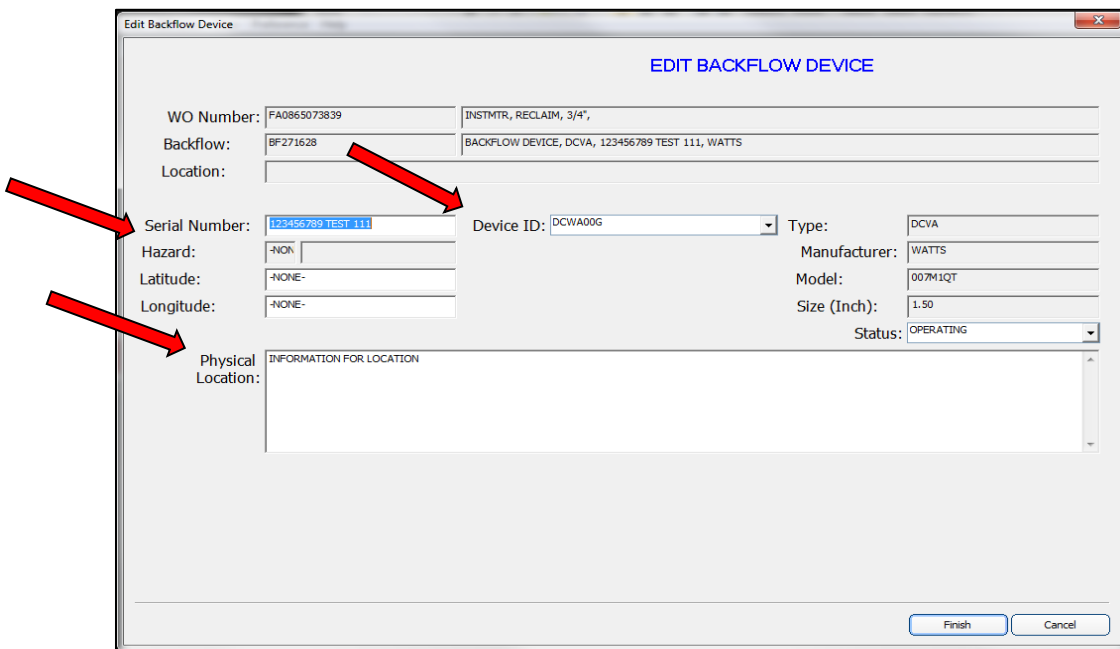 Edit Backflow Device
EDIT BACKFLOW DEVICE
WO Number: FA0865073839 INSTMTR, RECLAIM, 3/4",
Backflow: BF271628 BACKFLOW DEVICE, DCVA, 123456789 TEST 111, WATTS
Location:
Serial Number: 123456789 TEST 111 Device ID: DCWA00G Type: DCVA
Hazard: -NON Manufacturer: WATTS
Latitude: -NONE- Model: 007M1QT
Longitude: -NONE- Size (Inch): 1.50
Status: OPERATING
Physical Location: INFORMATION FOR LOCATION
Finish Cancel